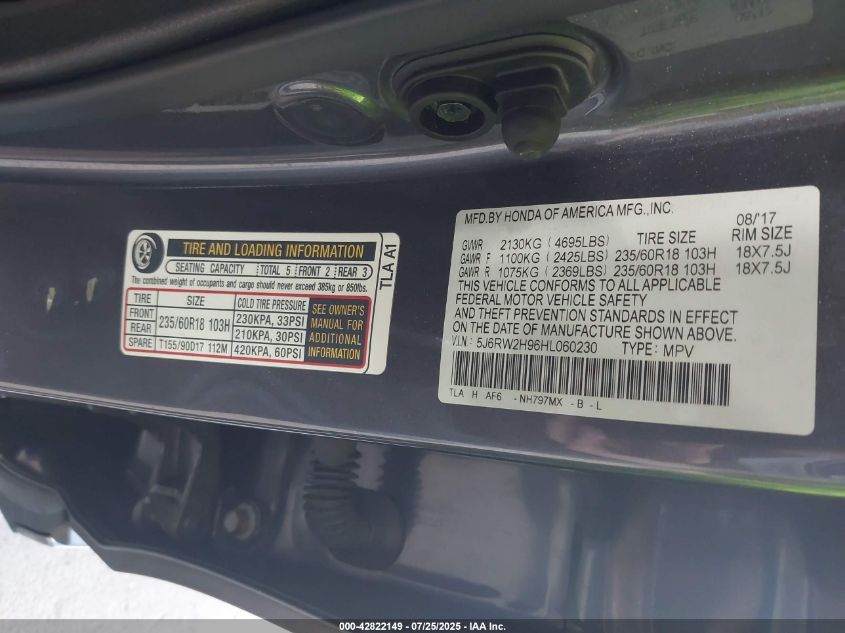 TIRE AND LOADING INFORMATION
SEATING CAPACITY TOTAL 5 FRONT 2 REAR 3
The combined weight of occupants and cargo should never exceed 385kg or 850lbs.
TIRE SIZE COLD TIRE PRESSURE
FRONT 235/60R18 103H 230KPA, 33PSI
REAR 210KPA, 30PSI
SPARE T155/90D17 112M 420KPA, 60PSI
SEE OWNER'S
MANUAL FOR
ADDITIONAL
INFORMATION
TLA A1
MFD.BY HONDA OF AMERICA MFG.,INC. 08/'17
GVWR 2130KG (4695LBS) TIRE SIZE RIM SIZE
GAWR F 1100KG (2425LBS) 235/60R18 103H 18X7.5J
GAWR R 1075KG (2369LBS) 235/60R18 103H 18X7.5J
THIS VEHICLE CONFORMS TO ALL APPLICABLE
FEDERAL MOTOR VEHICLE SAFETY
AND THEFT PREVENTION STANDARDS IN EFFECT
ON THE DATE OF MANUFACTURE SHOWN ABOVE.
V.I.N: 5J6RW2H96HL060230 TYPE: MPV
TLA H AF6 -NH797MX -B -L
000-42822149 - 07/25/2025 - IAA Inc.